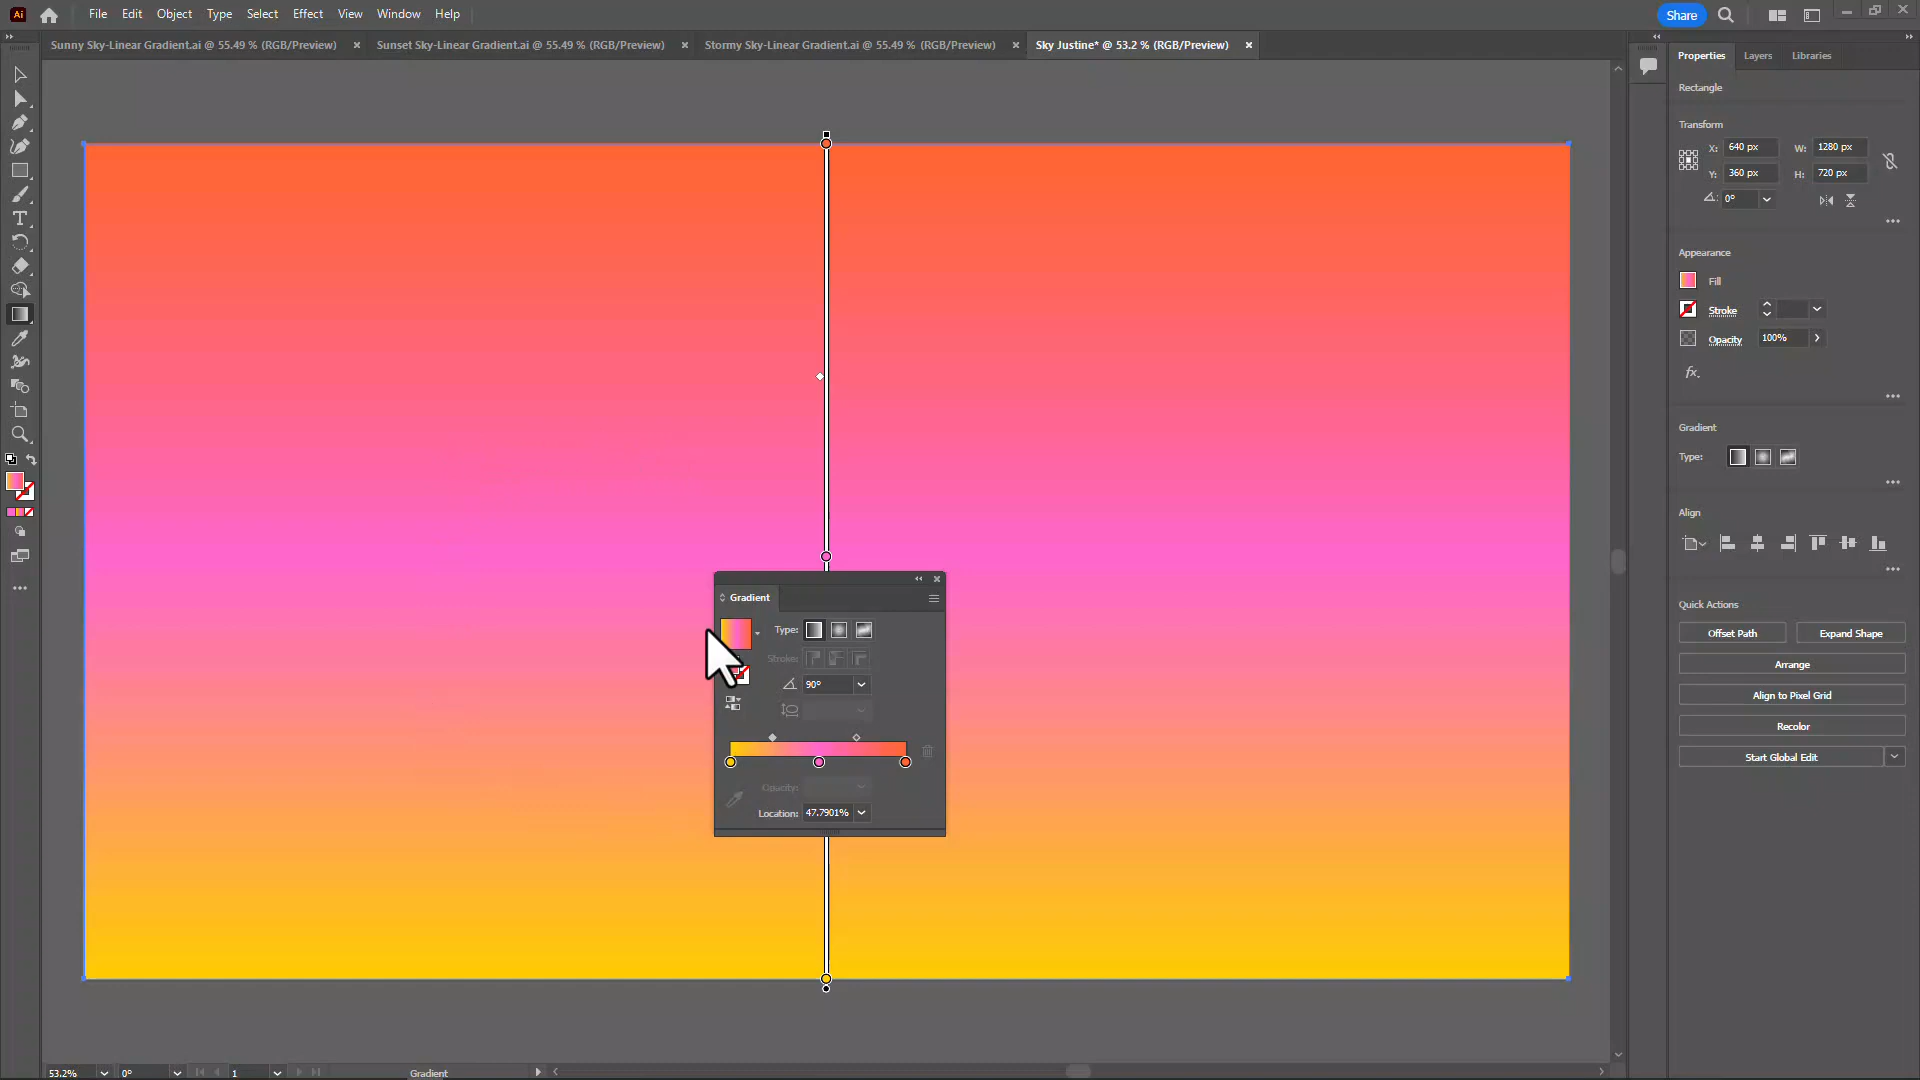 Ai File Edit Object Type Select Effect View Window Help Share
Sunny Sky-Linear Gradient.ai @ 55.49 % (RGB/Preview) Sunset Sky-Linear Gradient.ai @ 55.49 % (RGB/Preview) Stormy Sky-Linear Gradient.ai @ 55.49 % (RGB/Preview) Sky Justine* @ 53.2 % (RGB/Preview)
Properties Layers Libraries
Rectangle
Transform
X: 640 px W: 1280 px
Y: 360 px H: 720 px
0°
Appearance
Fill
Stroke
Opacity 100%
fx.
Gradient
Type:
Align
Quick Actions
Offset Path Expand Shape
Arrange
Align to Pixel Grid
Recolor
Start Global Edit
Gradient
Type:
Stroke:
90°
Opacity:
Location: 47.7901%
53.2% 0° 1 Gradient